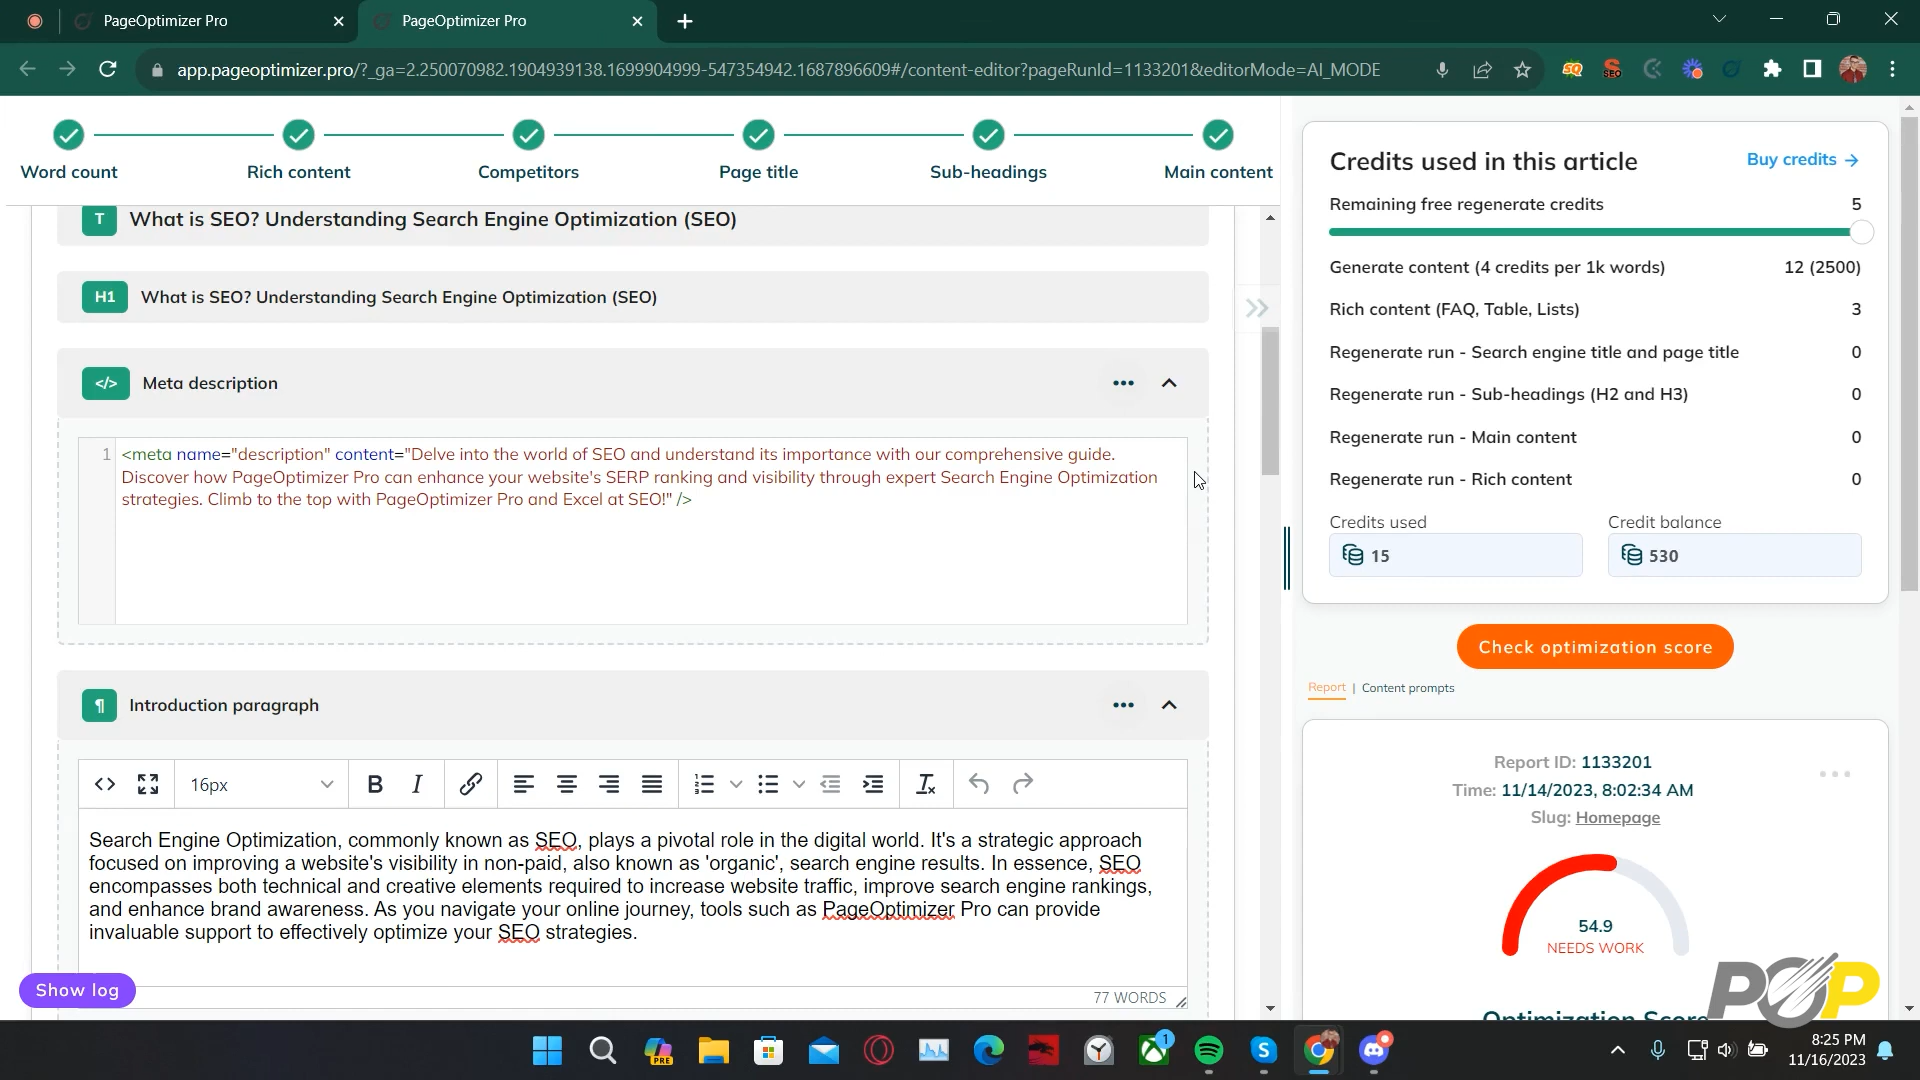 PageOptimizer Pro
PageOptimizer Pro
app.pageoptimizer.pro/?_ga=2.250070982.1904939138.1699904999-547354942.1687896609#/content-editor?pageRunId=1133201&editorMode=AI_MODE
SQ
SEO
Word count
Rich content
Competitors
Page title
Sub-headings
Main content
T What is SEO? Understanding Search Engine Optimization (SEO)
H1 What is SEO? Understanding Search Engine Optimization (SEO)
</> Meta description
1 <meta name="description" content="Delve into the world of SEO and understand its importance with our comprehensive guide.
Discover how PageOptimizer Pro can enhance your website's SERP ranking and visibility through expert Search Engine Optimization
strategies. Climb to the top with PageOptimizer Pro and Excel at SEO!" />
¶ Introduction paragraph
16px
B I
Search Engine Optimization, commonly known as SEO, plays a pivotal role in the digital world. It's a strategic approach
focused on improving a website's visibility in non-paid, also known as 'organic', search engine results. In essence, SEO
encompasses both technical and creative elements required to increase website traffic, improve search engine rankings,
and enhance brand awareness. As you navigate your online journey, tools such as PageOptimizer Pro can provide
invaluable support to effectively optimize your SEO strategies.
77 WORDS
Show log
Credits used in this article
Buy credits →
Remaining free regenerate credits 5
Generate content (4 credits per 1k words) 12 (2500)
Rich content (FAQ, Table, Lists) 3
Regenerate run - Search engine title and page title 0
Regenerate run - Sub-headings (H2 and H3) 0
Regenerate run - Main content 0
Regenerate run - Rich content 0
Credits used
15
Credit balance
530
Check optimization score
Report | Content prompts
Report ID: 1133201
Time: 11/14/2023, 8:02:34 AM
Slug: Homepage
54.9
NEEDS WORK
Optimization Score
POP
PRE
1
8:25 PM
11/16/2023